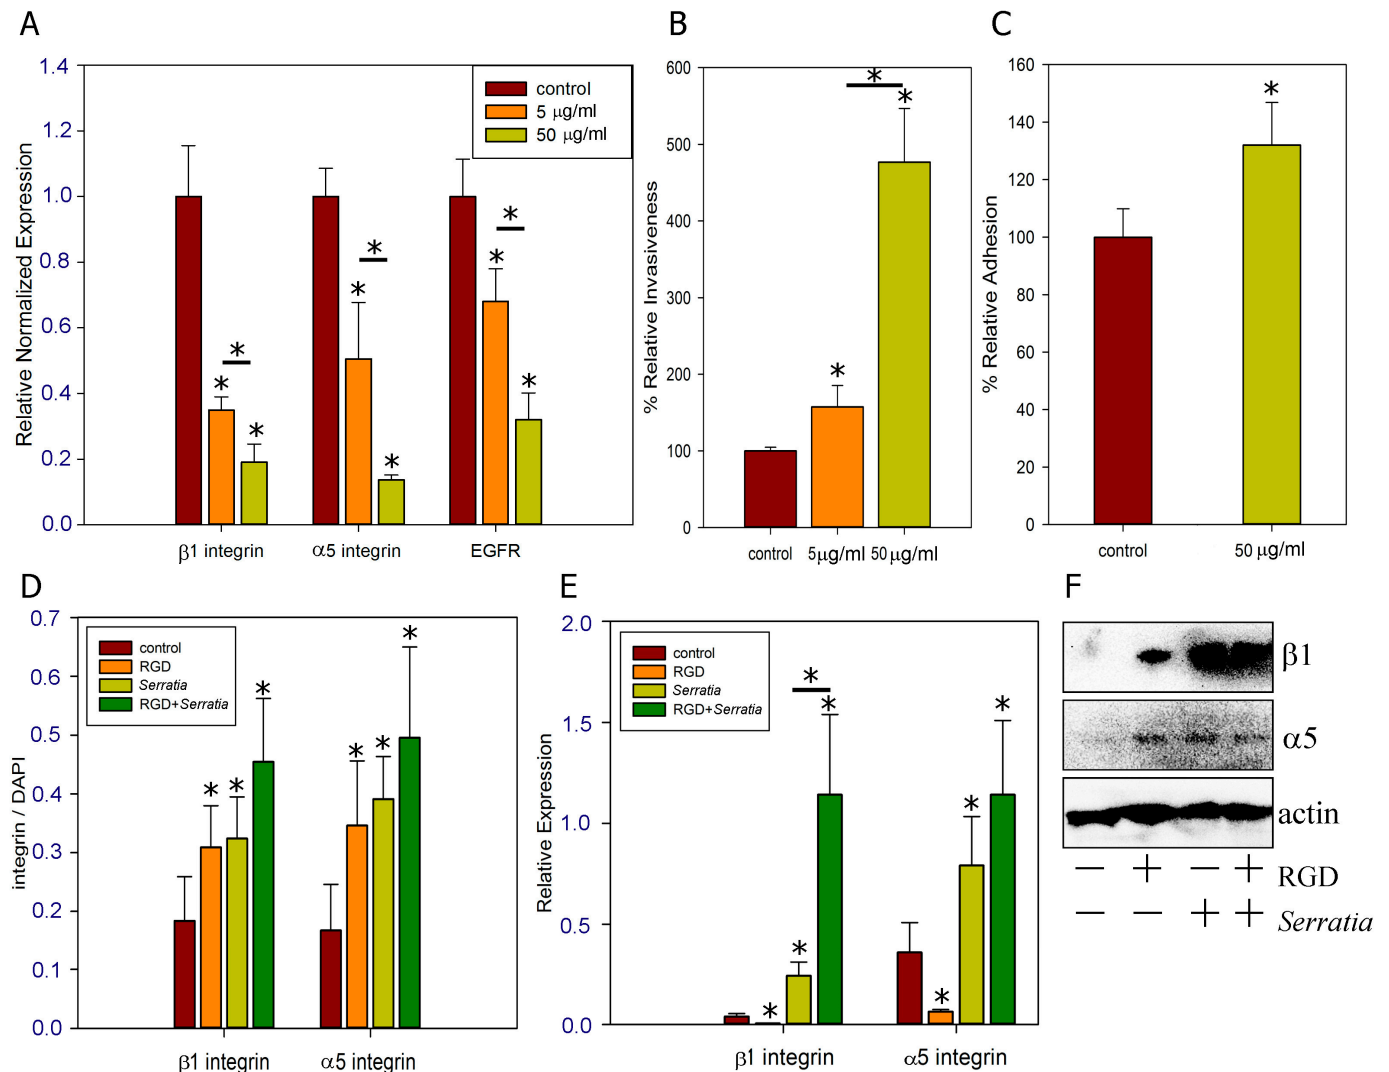 A
Relative Normalized Expression
1.4
1.2
1.0
0.8
0.6
0.4
0.2
0.0
control
5 μg/ml
50 μg/ml
*
*
*
*
*
*
*
*
*
β1 integrin
α5 integrin
EGFR
B
% Relative Invasiveness
600
500
400
300
200
100
0
*
*
*
control
5μg/ml
50 μg/ml
C
% Relative Adhesion
160
140
120
100
80
60
40
20
0
*
control
50 μg/ml
D
integrin / DAPI
0.7
0.6
0.5
0.4
0.3
0.2
0.1
0.0
control
RGD
Serratia
RGD+Serratia
*
*
*
*
*
*
β1 integrin
α5 integrin
E
Relative Expression
2.0
1.5
1.0
0.5
0.0
control
RGD
Serratia
RGD+Serratia
*
*
*
*
*
*
*
β1 integrin
α5 integrin
F
β1
α5
actin
— + — + RGD
— — + + Serratia